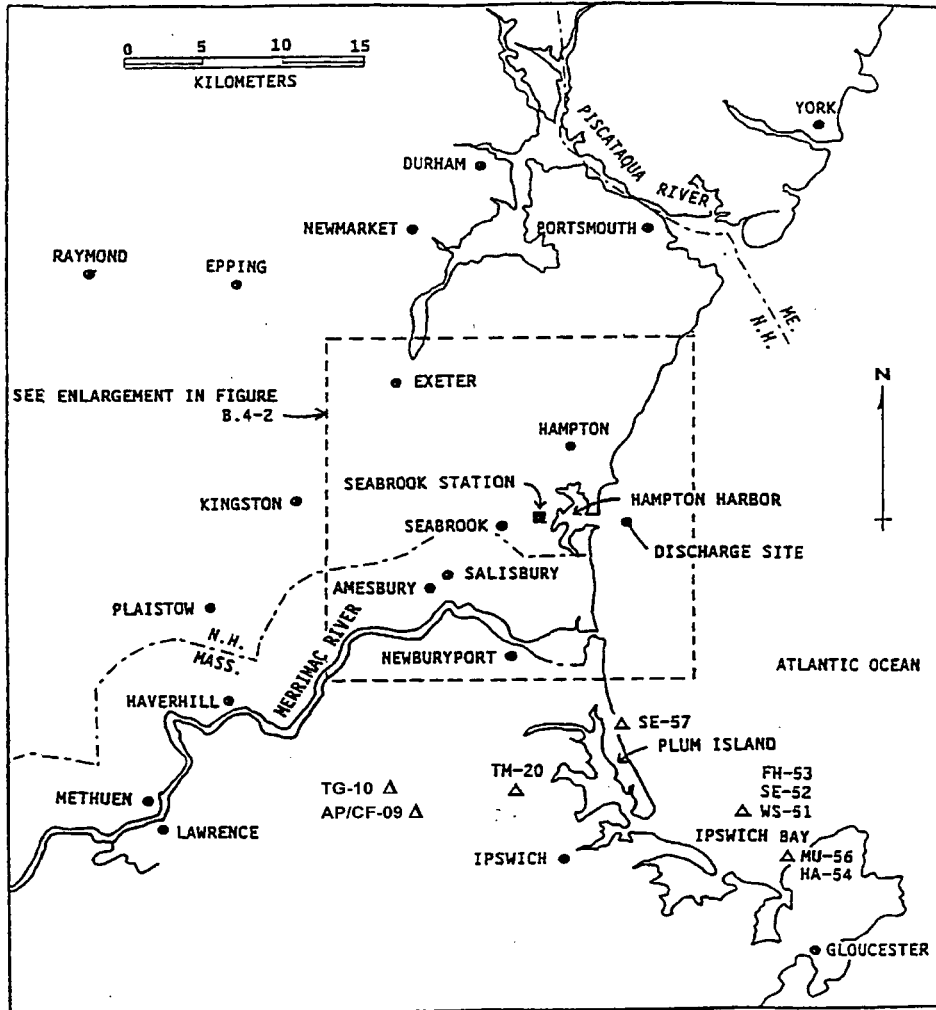 0 5 10 15
KILOMETERS
YORK
PISCATAQUA
RIVER
DURHAM
NEWMARKET
PORTSMOUTH
RAYMOND
EPPING
ME.
N.H.
SEE ENLARGEMENT IN FIGURE
B.4-2
EXETER
N
HAMPTON
SEABROOK STATION
HAMPTON HARBOR
KINGSTON
SEABROOK
DISCHARGE SITE
SALISBURY
AMESBURY
PLAISTOW
N.H.
MASS.
MERRIMAC RIVER
NEWBURYPORT
ATLANTIC OCEAN
HAVERHILL
SE-57
PLUM ISLAND
TM-20
FH-53
SE-52
WS-51
TG-10
AP/CF-09
METHUEN
LAWRENCE
IPSWICH BAY
IPSWICH
MU-56
HA-54
GLOUCESTER